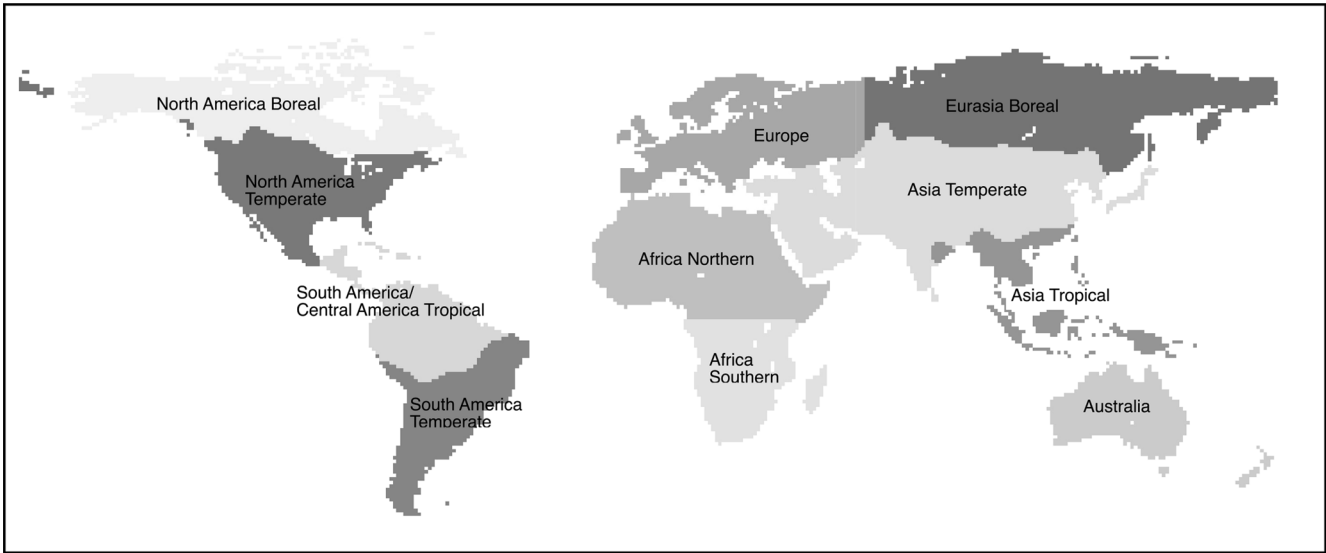 North America Boreal
Eurasia Boreal
Europe
North America
Temperate
Asia Temperate
Africa Northern
South America/
Central America Tropical
Asia Tropical
Africa
Southern
South America
Temperate
Australia